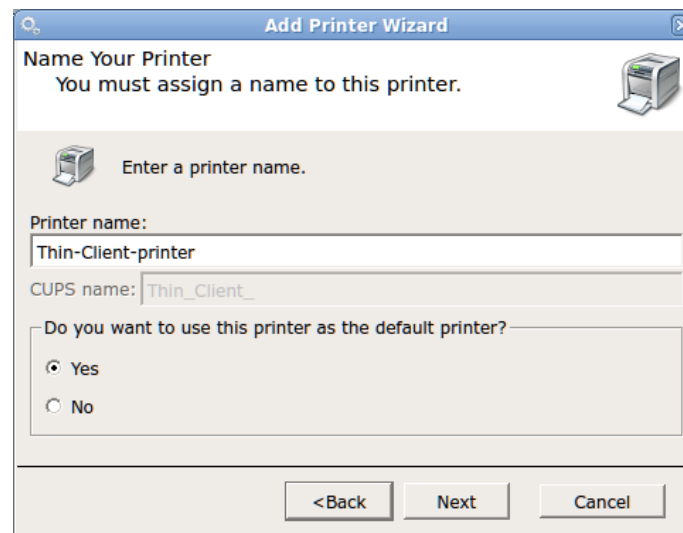 Add Printer Wizard
Name Your Printer
You must assign a name to this printer.
Enter a printer name.
Printer name:
Thin-Client-printer
CUPS name: Thin_Client_
Do you want to use this printer as the default printer?
Yes
No
<Back Next Cancel